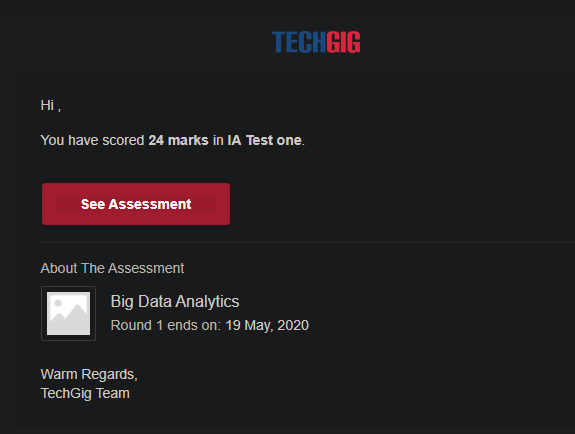 TECHGIG
Hi ,
You have scored 24 marks in IA Test one.
See Assessment
About The Assessment
Big Data Analytics
Round 1 ends on: 19 May, 2020
Warm Regards,
TechGig Team